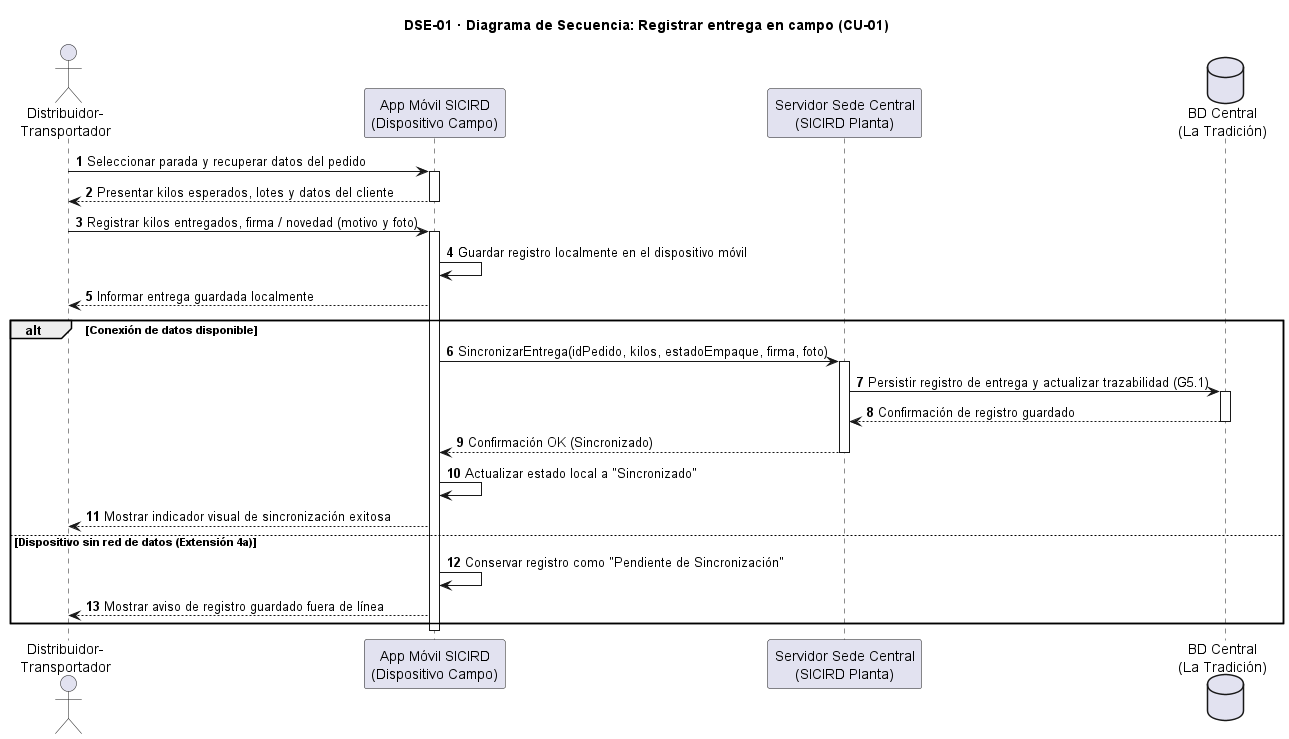 DSE-01 · Diagrama de Secuencia: Registrar entrega en campo (CU-01)
Distribuidor-
Transportador
App Móvil SICIRD
(Dispositivo Campo)
Servidor Sede Central
(SICIRD Planta)
BD Central
(La Tradición)
1 Seleccionar parada y recuperar datos del pedido
2 Presentar kilos esperados, lotes y datos del cliente
3 Registrar kilos entregados, firma / novedad (motivo y foto)
4 Guardar registro localmente en el dispositivo móvil
5 Informar entrega guardada localmente
alt [Conexión de datos disponible]
6 SincronizarEntrega(idPedido, kilos, estadoEmpaque, firma, foto)
7 Persistir registro de entrega y actualizar trazabilidad (G5.1)
8 Confirmación de registro guardado
9 Confirmación OK (Sincronizado)
10 Actualizar estado local a "Sincronizado"
11 Mostrar indicador visual de sincronización exitosa
[Dispositivo sin red de datos (Extensión 4a)]
12 Conservar registro como "Pendiente de Sincronización"
13 Mostrar aviso de registro guardado fuera de línea
Distribuidor-
Transportador
App Móvil SICIRD
(Dispositivo Campo)
Servidor Sede Central
(SICIRD Planta)
BD Central
(La Tradición)